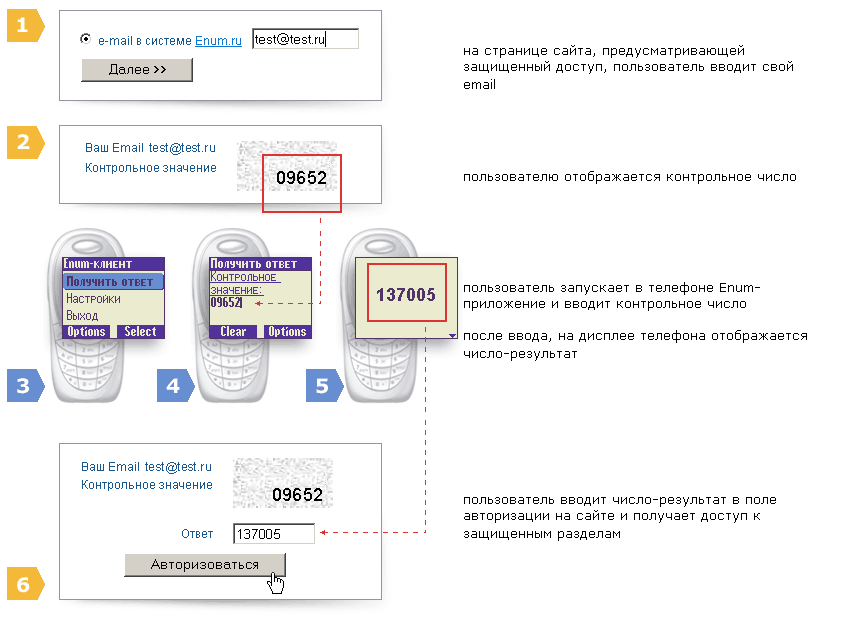 1
e-mail в системе Enum.ru test@test.ru
Далее >>
на странице сайта, предусматривающей
защищенный доступ, пользователь вводит свой
email
2
Ваш Email test@test.ru
Контрольное значение
09652
пользователю отображается контрольное число
Enum-клиент
Получить ответ
Настройки
Выход
Options Select
3
Получить ответ
Контрольное
значение:
09652
Clear Options
4
137005
5
пользователь запускает в телефоне Enum-
приложение и вводит контрольное число
после ввода, на дисплее телефона отображается
число-результат
Ваш Email test@test.ru
Контрольное значение
09652
Ответ 137005
Авторизоваться
6
пользователь вводит число-результат в поле
авторизации на сайте и получает доступ к
защищенным разделам